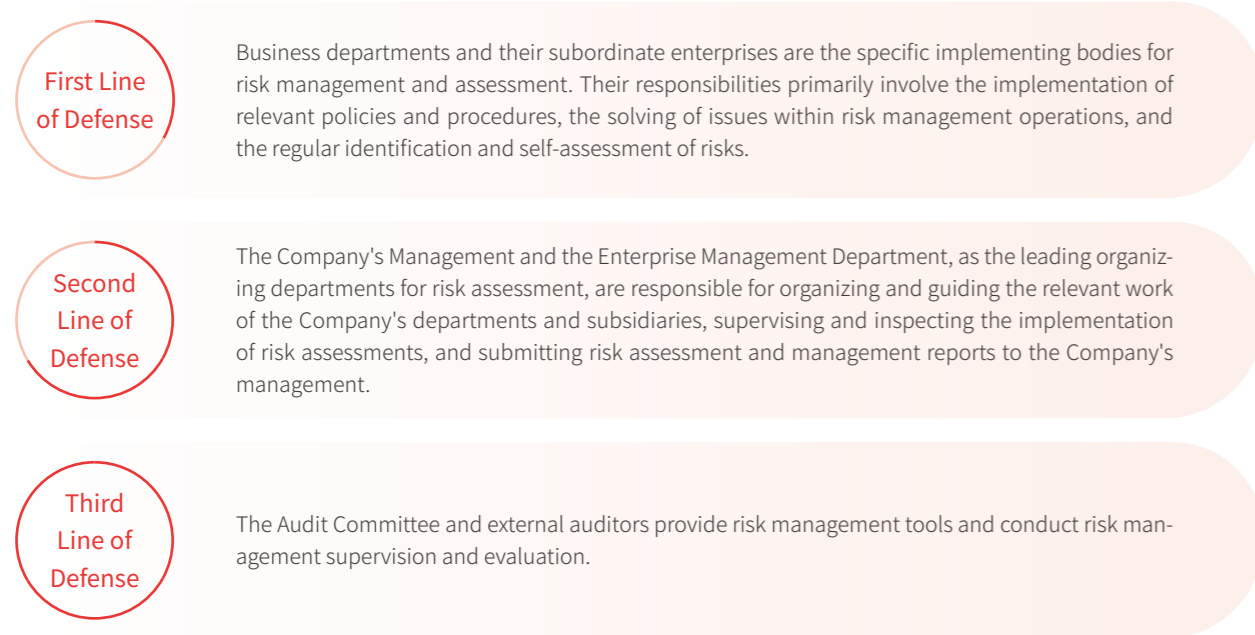 First Line
of Defense
Business departments and their subordinate enterprises are the specific implementing bodies for
risk management and assessment. Their responsibilities primarily involve the implementation of
relevant policies and procedures, the solving of issues within risk management operations, and
the regular identification and self-assessment of risks.
Second
Line of
Defense
The Company's Management and the Enterprise Management Department, as the leading organiz-
ing departments for risk assessment, are responsible for organizing and guiding the relevant work
of the Company's departments and subsidiaries, supervising and inspecting the implementation
of risk assessments, and submitting risk assessment and management reports to the Company's
management.
Third
Line of
Defense
The Audit Committee and external auditors provide risk management tools and conduct risk man-
agement supervision and evaluation.